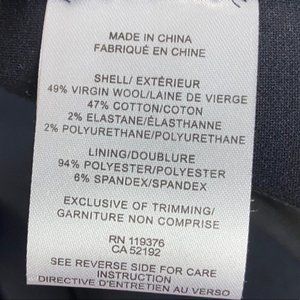 MADE IN CHINA
FABRIQUÉ EN CHINE
SHELL/ EXTÉRIEUR
49% VIRGIN WOOL/LAINE DE VIERGE
47% COTTON/COTON
2% ELASTANE/ÉLASTHANNE
2% POLYURETHANE/POLYURETHANE
LINING/DOUBLURE
94% POLYESTER/POLYESTER
6% SPANDEX/SPANDEX
EXCLUSIVE OF TRIMMING/
GARNITURE NON COMPRISE
RN 119376
CA 52192
SEE REVERSE SIDE FOR CARE
INSTRUCTION
DIRECTIVE D'ENTRETIEN AU VERSO